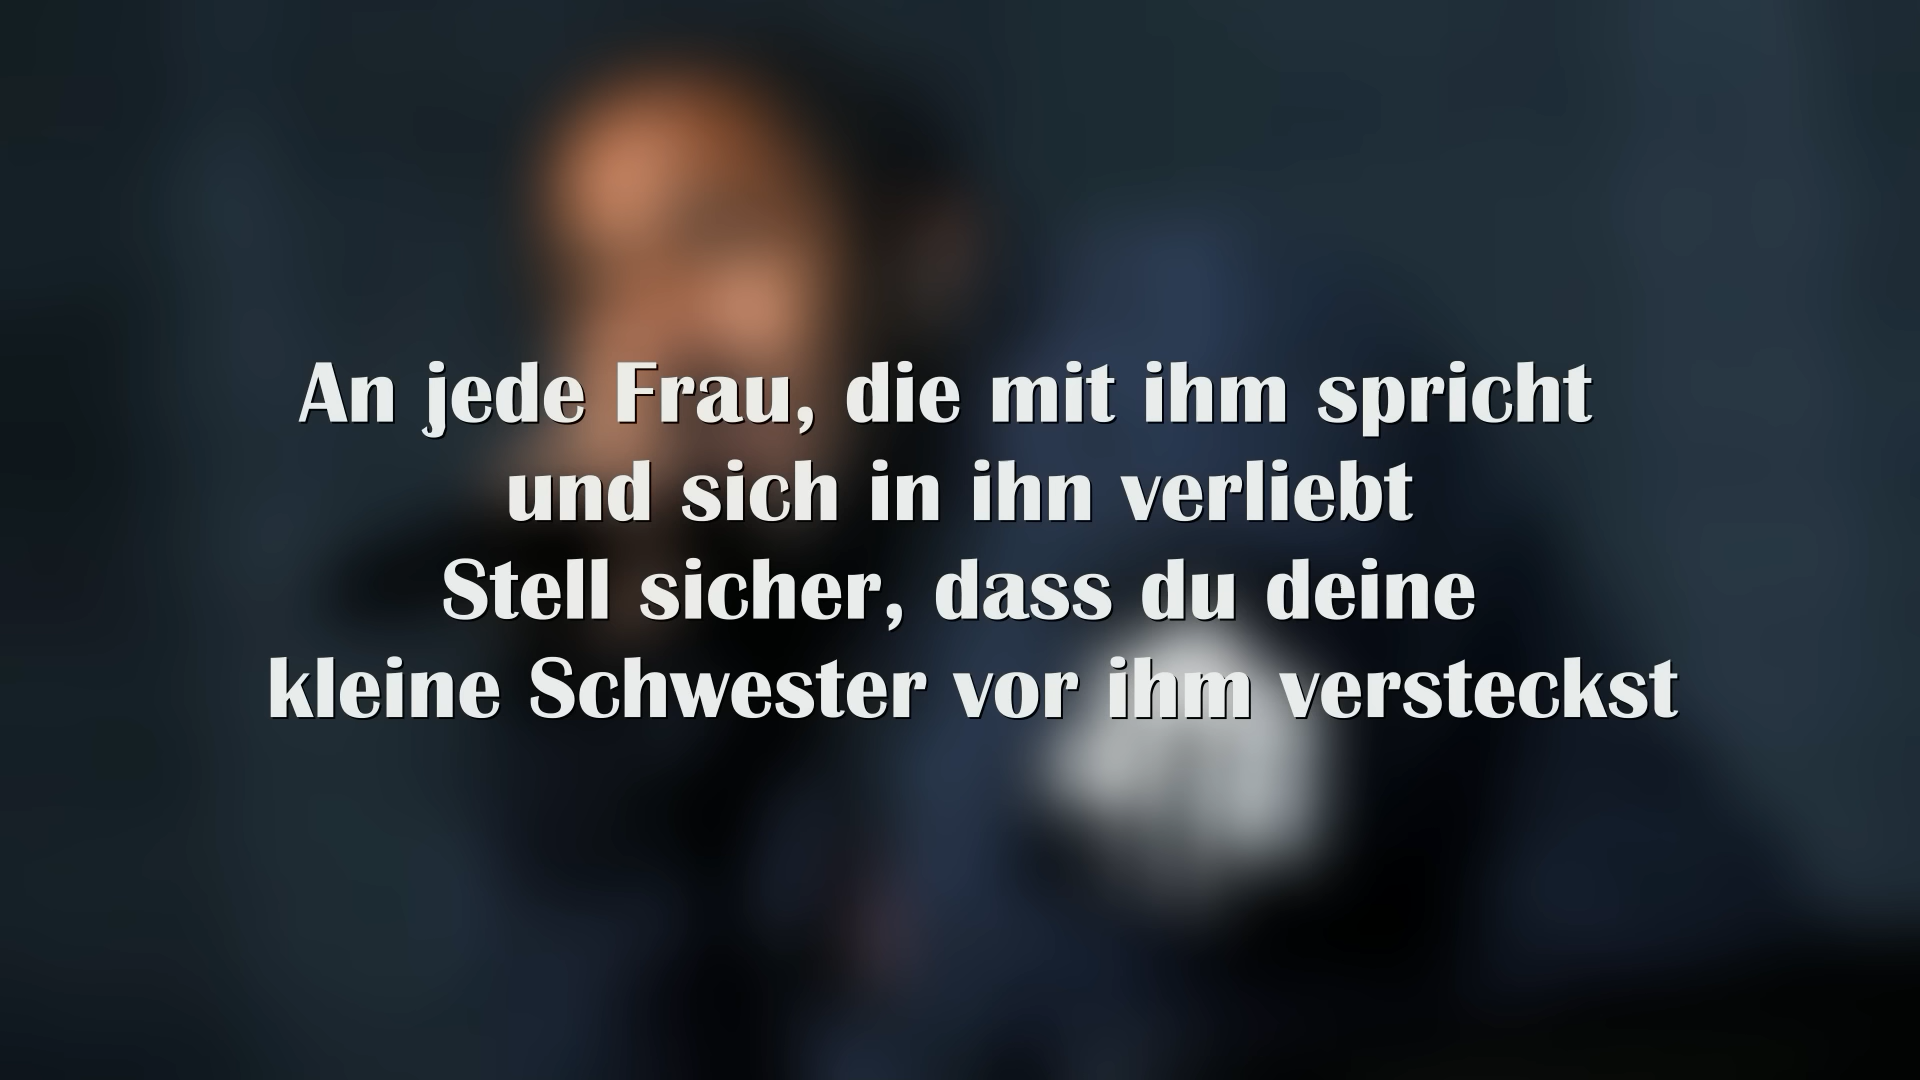 An jede Frau, die mit ihm spricht
und sich in ihn verliebt
Stell sicher, dass du deine
kleine Schwester vor ihm versteckst